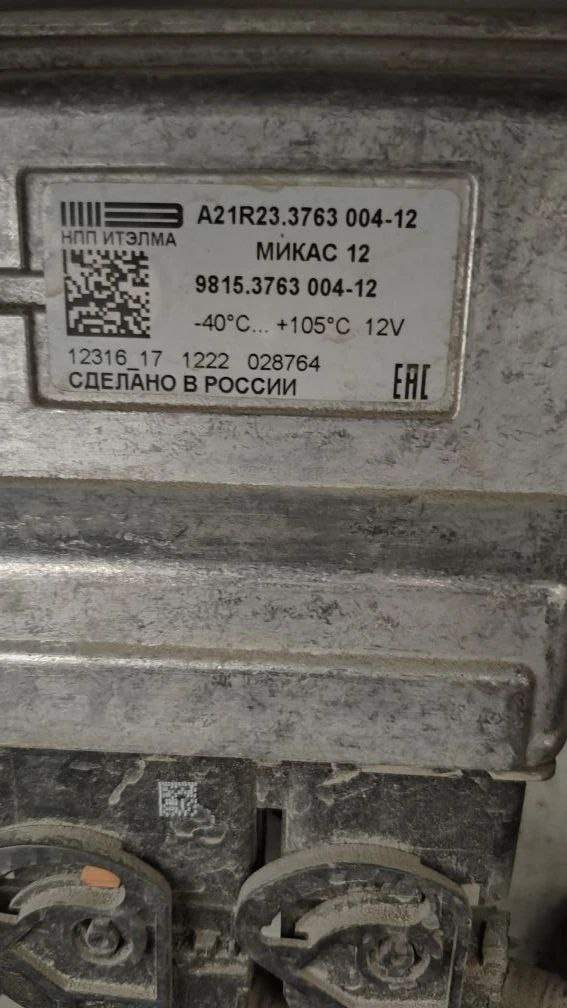 A21R23.3763 004-12
НПП ИТЭЛМА
МИКАС 12
9815.3763 004-12
-40°C... +105°C 12V
12316_17 1222 028764
СДЕЛАНО В РОССИИ
EAC